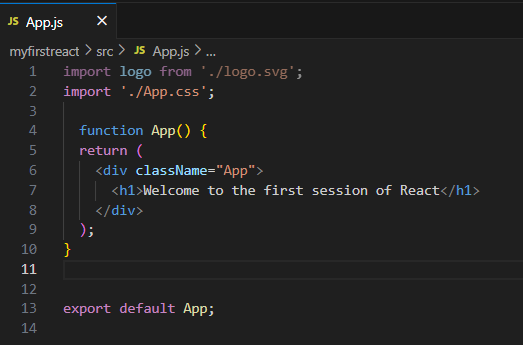 JS App.js ×
myfirstreact > src > JS App.js > ...
1 import logo from './logo.svg';
2 import './App.css';
3
4 function App() {
5 return (
6 <div className="App">
7 <h1>Welcome to the first session of React</h1>
8 </div>
9 );
10 }
11
12
13 export default App;
14